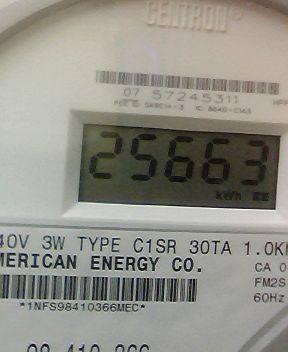 CENTRON®
07 57245311
25663
kWh
40V 3W TYPE C1SR 30TA 1.0K
MERICAN ENERGY CO.
CA 0
FM2S
60Hz
*1NFS98410366MEC*